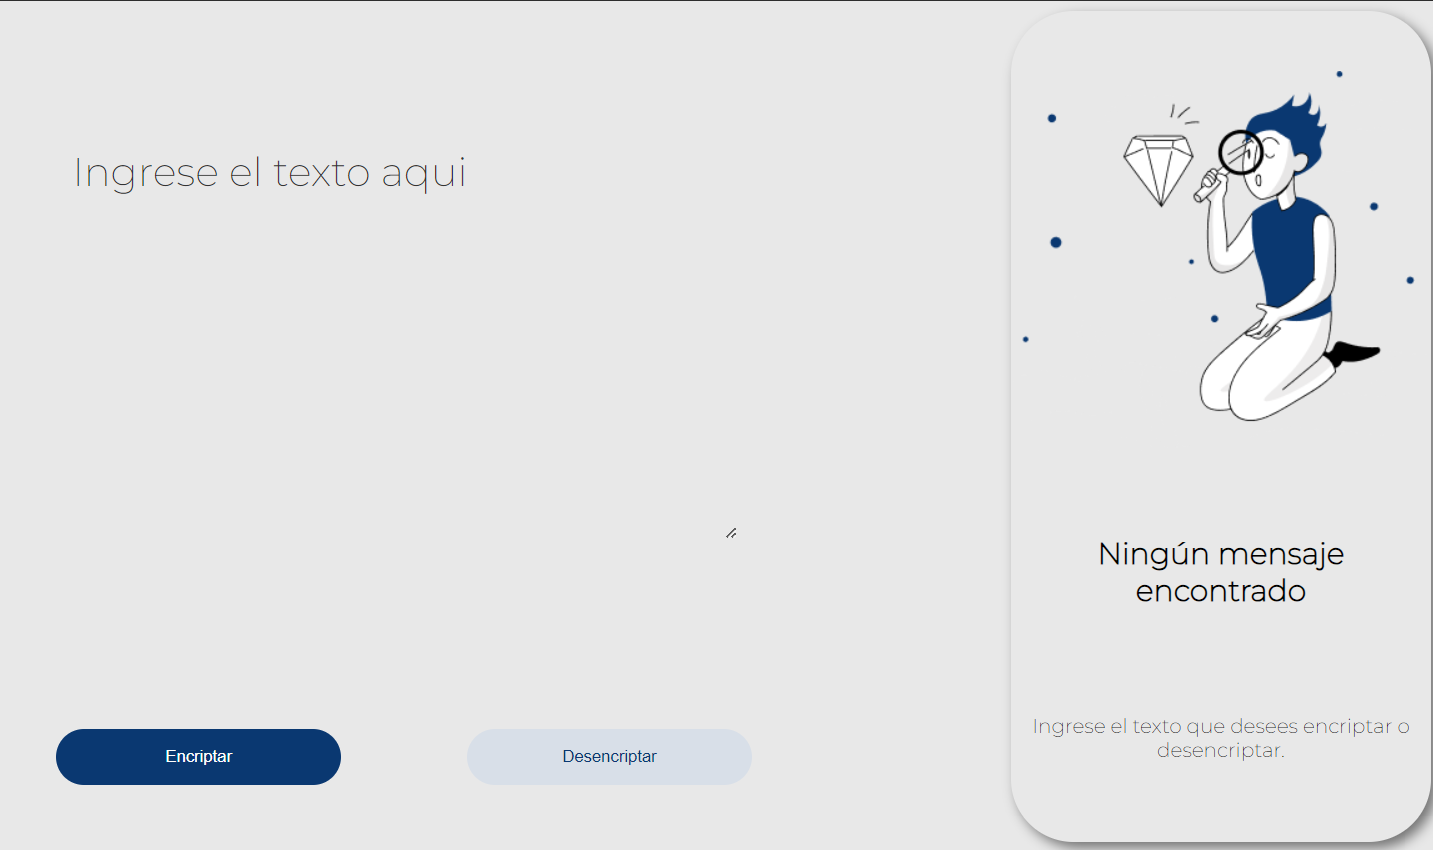 Ingrese el texto aqui
Encriptar
Desencriptar
Ningún mensaje
encontrado
Ingrese el texto que desees encriptar o
desencriptar.